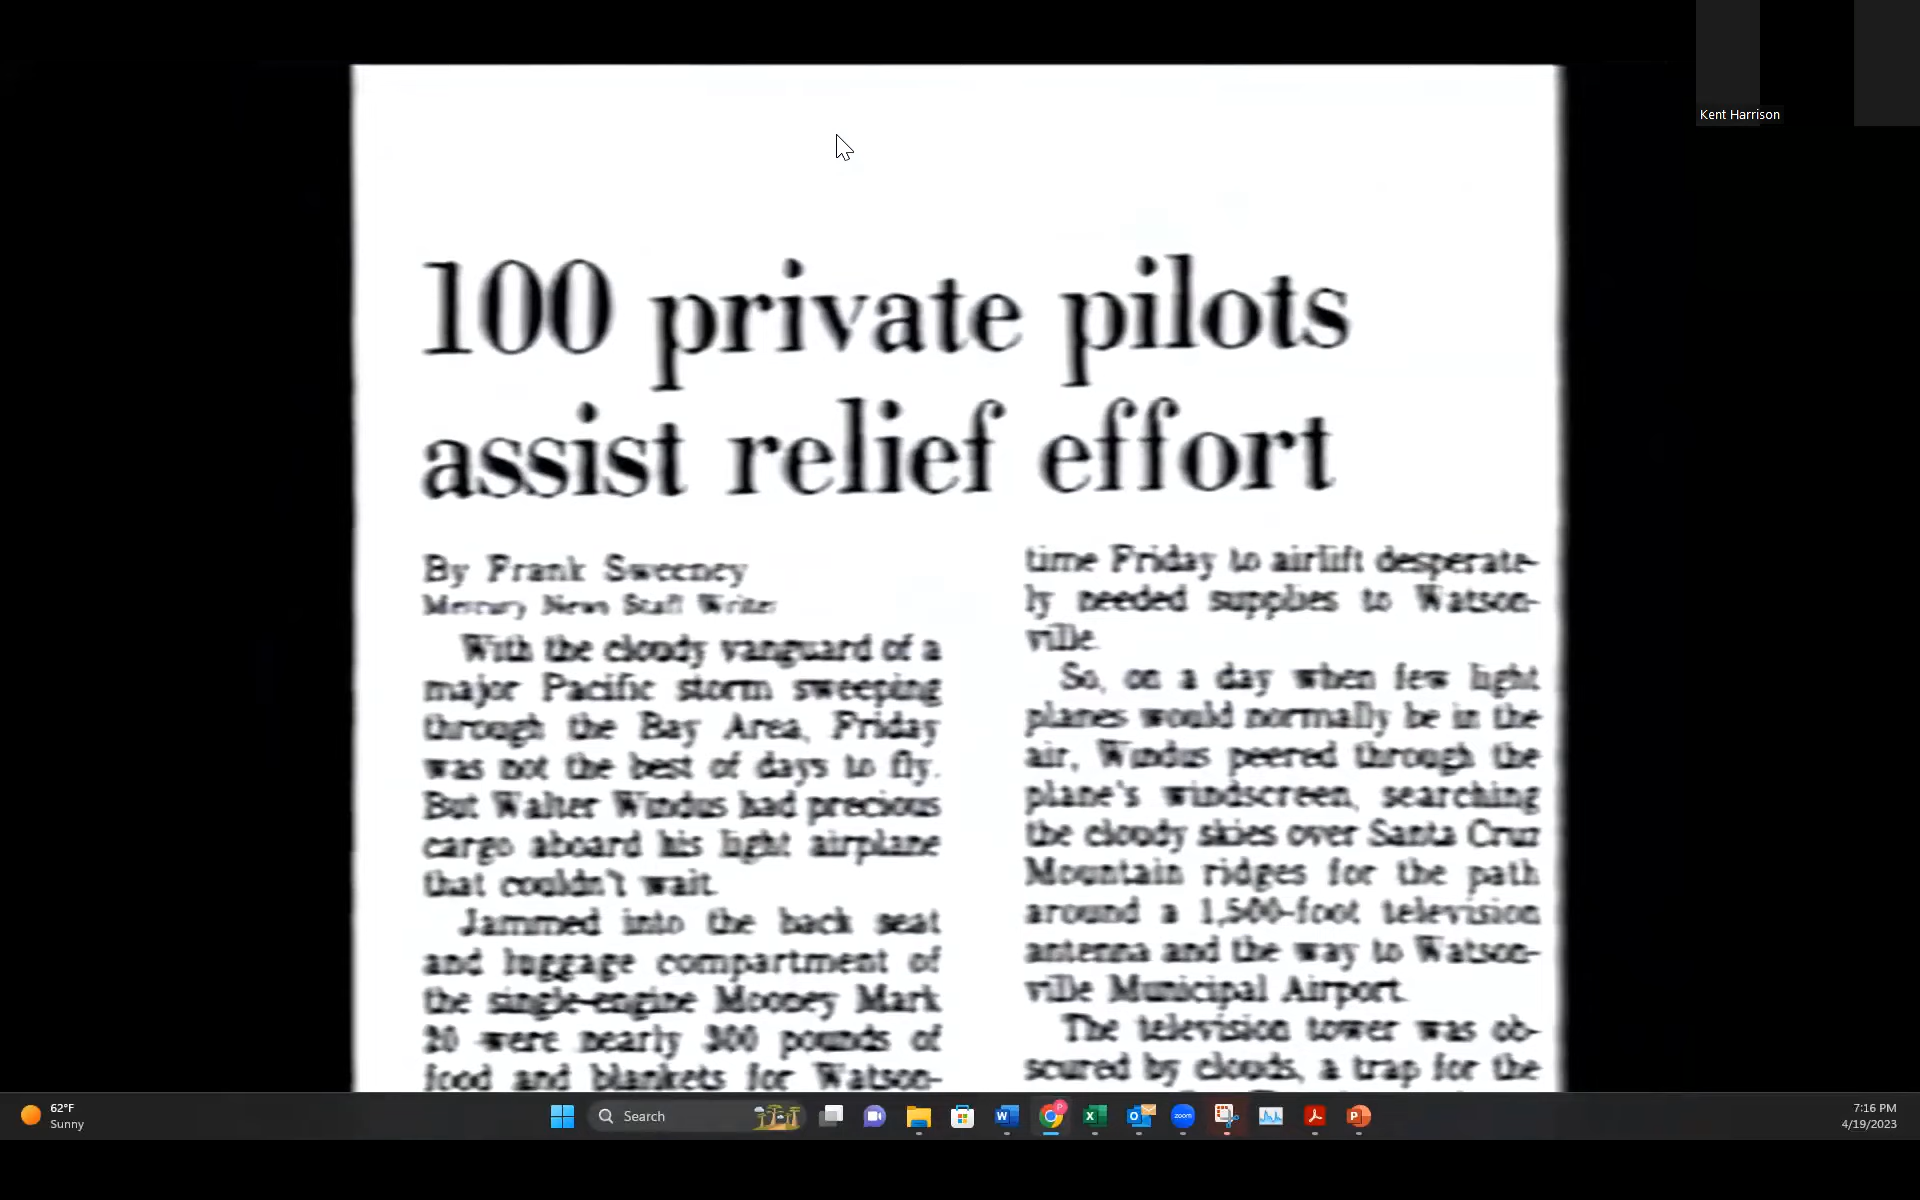 Kent Harrison
100 private pilots
assist relief effort
By Frank Sweeney
Mercury News Staff Writer
With the cloudy vanguard of a
major Pacific storm sweeping
through the Bay Area, Friday
was not the best of days to fly.
But Walter Windus had precious
cargo aboard his light airplane
that couldn't wait.
Jammed into the back seat
and luggage compartment of
the single-engine Mooney Mark
20 were nearly 300 pounds of
food and blankets for Watson-
time Friday to airlift desperate-
ly needed supplies to Watson-
ville.
So, on a day when few light
planes would normally be in the
air, Windus peered through the
plane's windscreen, searching
the cloudy skies over Santa Cruz
Mountain ridges for the path
around a 1,500-foot television
antenna and the way to Watson-
ville Municipal Airport.
The television tower was ob-
scured by clouds, a trap for the
62°F
Sunny
Search
zoom
7:16 PM
4/19/2023